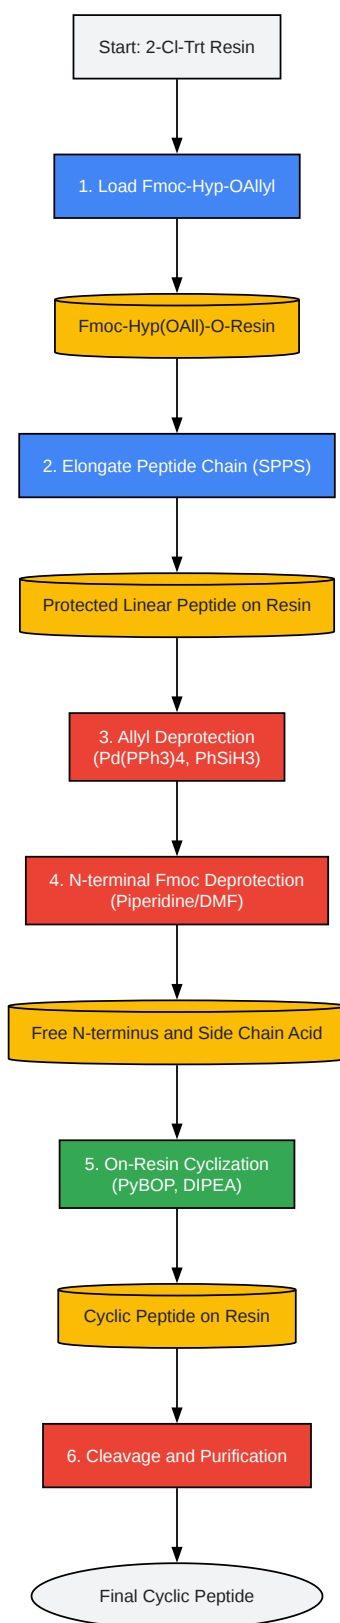 Start: 2-Cl-Trt Resin
1. Load Fmoc-Hyp-OAllyl
Fmoc-Hyp(OAll)-O-Resin
2. Elongate Peptide Chain (SPPS)
Protected Linear Peptide on Resin
3. Allyl Deprotection
(Pd(PPh3)4, PhSiH3)
4. N-terminal Fmoc Deprotection
(Piperidine/DMF)
Free N-terminus and Side Chain Acid
5. On-Resin Cyclization
(PyBOP, DIPEA)
Cyclic Peptide on Resin
6. Cleavage and Purification
Final Cyclic Peptide